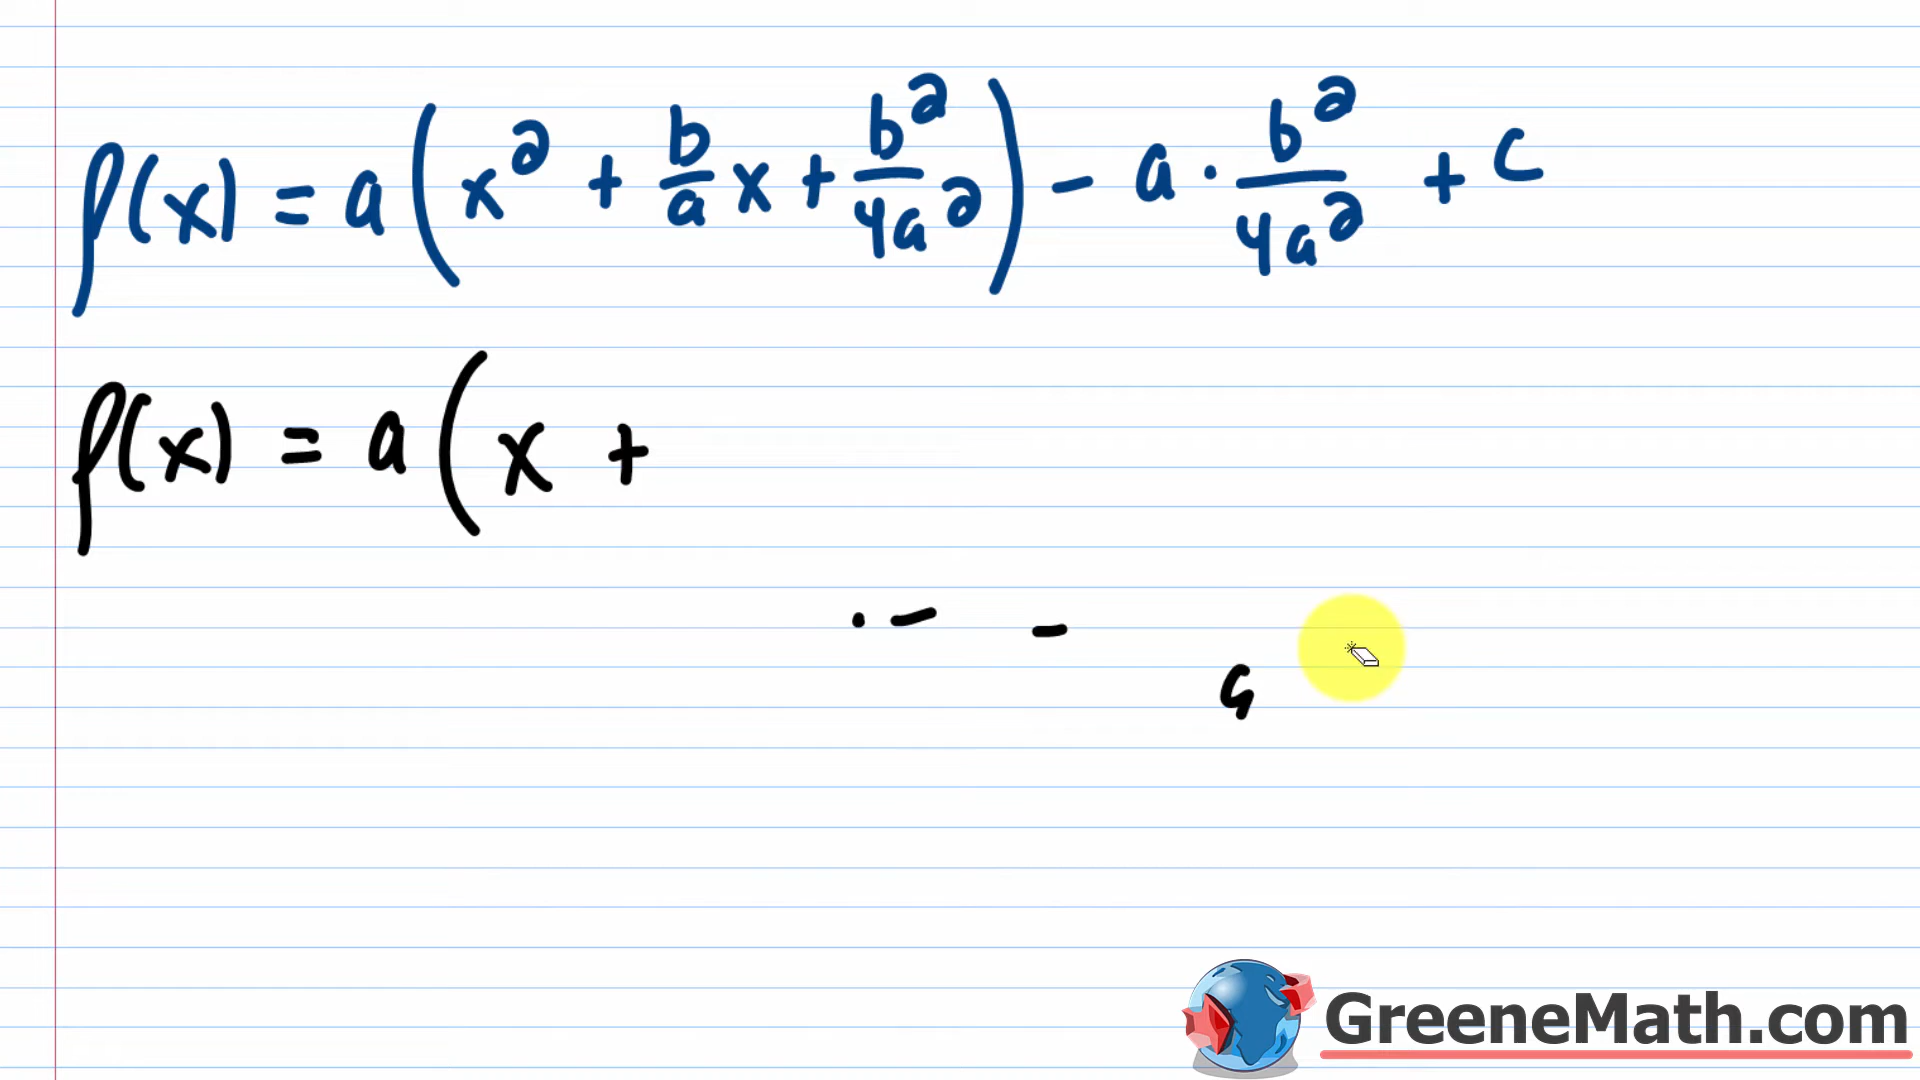 f(x) = a(x² + b/a x + b²/4a²) - a · b²/4a² + c
f(x) = a(x +
. - -
a
GreeneMath.com